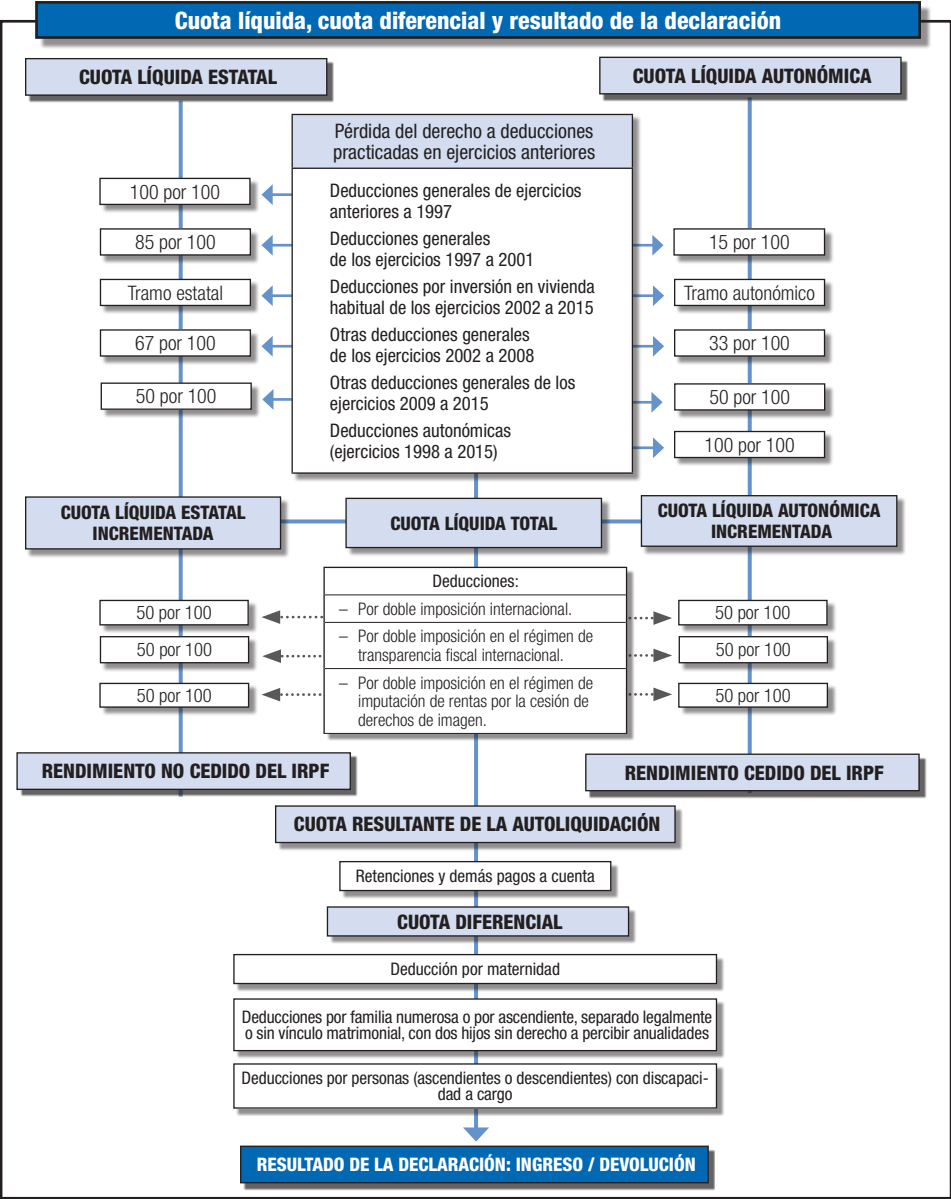 Cuota líquida, cuota diferencial y resultado de la declaración
CUOTA LÍQUIDA ESTATAL
CUOTA LÍQUIDA AUTONÓMICA
Pérdida del derecho a deducciones
practicadas en ejercicios anteriores
100 por 100
Deducciones generales de ejercicios
anteriores a 1997
85 por 100
Deducciones generales
de los ejercicios 1997 a 2001
15 por 100
Tramo estatal
Deducciones por inversión en vivienda
habitual de los ejercicios 2002 a 2015
Tramo autonómico
67 por 100
Otras deducciones generales
de los ejercicios 2002 a 2008
33 por 100
50 por 100
Otras deducciones generales de los
ejercicios 2009 a 2015
50 por 100
Deducciones autonómicas
(ejercicios 1998 a 2015)
100 por 100
CUOTA LÍQUIDA ESTATAL
INCREMENTADA
CUOTA LÍQUIDA TOTAL
CUOTA LÍQUIDA AUTONÓMICA
INCREMENTADA
Deducciones:
50 por 100
– Por doble imposición internacional.
50 por 100
50 por 100
– Por doble imposición en el régimen de
transparencia fiscal internacional.
50 por 100
50 por 100
– Por doble imposición en el régimen de
imputación de rentas por la cesión de
derechos de imagen.
50 por 100
RENDIMIENTO NO CEDIDO DEL IRPF
RENDIMIENTO CEDIDO DEL IRPF
CUOTA RESULTANTE DE LA AUTOLIQUIDACIÓN
Retenciones y demás pagos a cuenta
CUOTA DIFERENCIAL
Deducción por maternidad
Deducciones por familia numerosa o por ascendiente, separado legalmente
o sin vínculo matrimonial, con dos hijos sin derecho a percibir anualidades
Deducciones por personas (ascendientes o descendientes) con discapaci-
dad a cargo
RESULTADO DE LA DECLARACIÓN: INGRESO / DEVOLUCIÓN